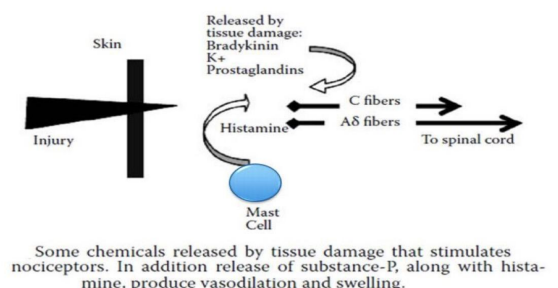 Released by
tissue damage:
Bradykinin
K+
Prostaglandins
Skin
Injury
Histamine
C fibers
Aδ fibers
To spinal cord
Mast
Cell
Some chemicals released by tissue damage that stimulates
nociceptors. In addition release of substance-P, along with hista-
mine, produce vasodilation and swelling.